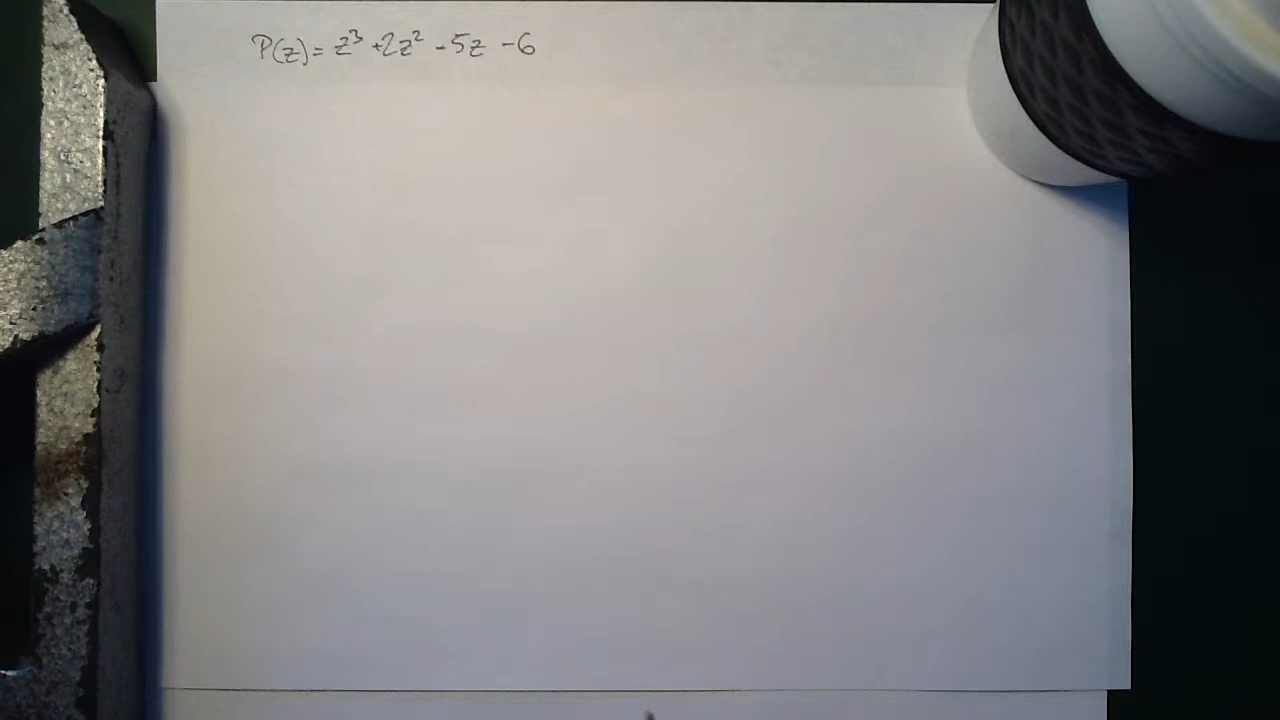 P(z) = z³ + 2z² - 5z - 6